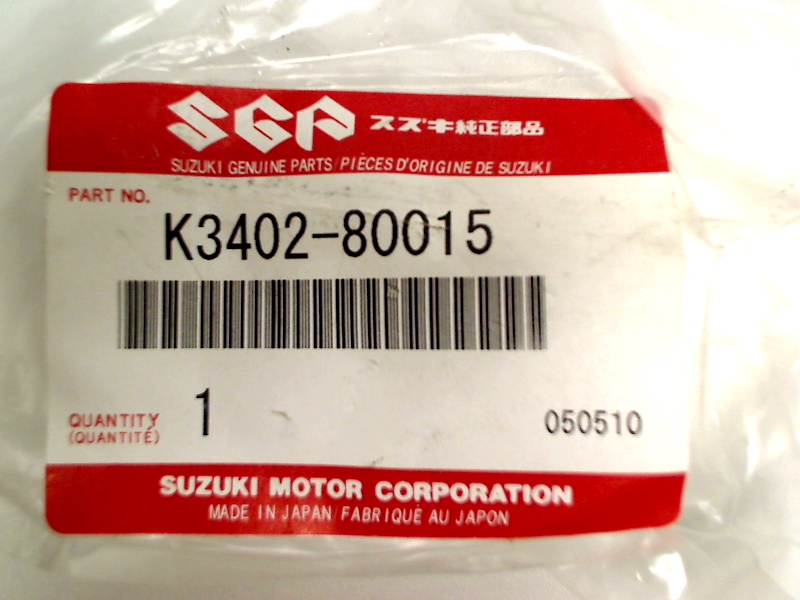 SGP スズキ純正部品
SUZUKI GENUINE PARTS/PIÈCES D'ORIGINE DE SUZUKI
PART NO.
K3402-80015
QUANTITY 1
(QUANTITÉ) 050510
SUZUKI MOTOR CORPORATION
MADE IN JAPAN/FABRIQUÉ AU JAPON